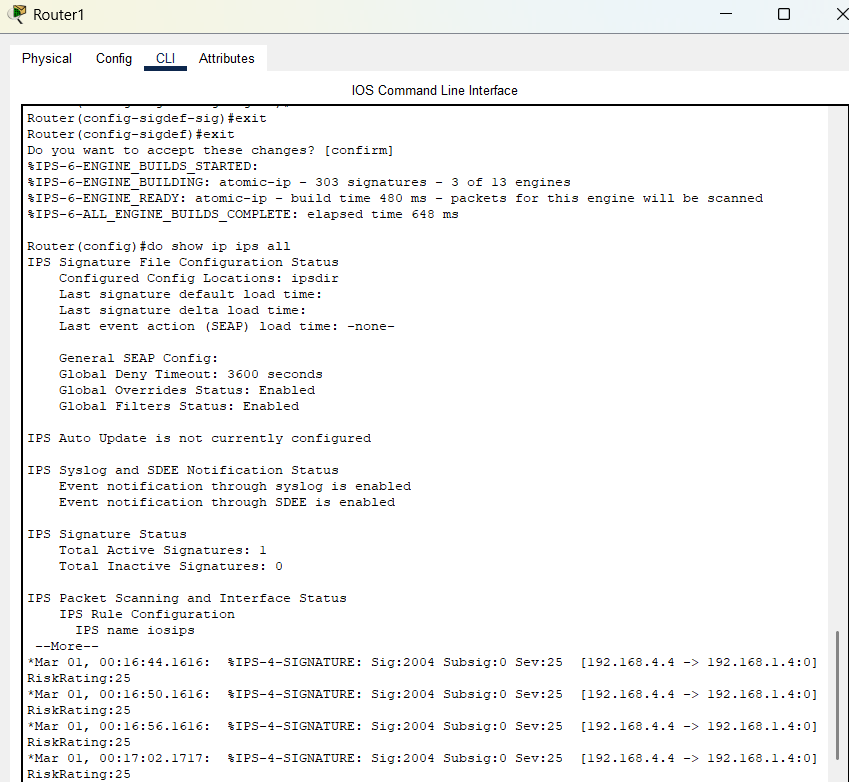 Router1
Physical Config CLI Attributes
IOS Command Line Interface
Router(config-sigdef-sig)#exit
Router(config-sigdef)#exit
Do you want to accept these changes? [confirm]
%IPS-6-ENGINE_BUILDS_STARTED:
%IPS-6-ENGINE_BUILDING: atomic-ip - 303 signatures - 3 of 13 engines
%IPS-6-ENGINE_READY: atomic-ip - build time 480 ms - packets for this engine will be scanned
%IPS-6-ALL_ENGINE_BUILDS_COMPLETE: elapsed time 648 ms
Router(config)#do show ip ips all
IPS Signature File Configuration Status
Configured Config Locations: ipsdir
Last signature default load time:
Last signature delta load time:
Last event action (SEAP) load time: -none-
General SEAP Config:
Global Deny Timeout: 3600 seconds
Global Overrides Status: Enabled
Global Filters Status: Enabled
IPS Auto Update is not currently configured
IPS Syslog and SDEE Notification Status
Event notification through syslog is enabled
Event notification through SDEE is enabled
IPS Signature Status
Total Active Signatures: 1
Total Inactive Signatures: 0
IPS Packet Scanning and Interface Status
IPS Rule Configuration
IPS name iosips
--More--
*Mar 01, 00:16:44.1616: %IPS-4-SIGNATURE: Sig:2004 Subsig:0 Sev:25 [192.168.4.4 -> 192.168.1.4:0]
RiskRating:25
*Mar 01, 00:16:50.1616: %IPS-4-SIGNATURE: Sig:2004 Subsig:0 Sev:25 [192.168.4.4 -> 192.168.1.4:0]
RiskRating:25
*Mar 01, 00:16:56.1616: %IPS-4-SIGNATURE: Sig:2004 Subsig:0 Sev:25 [192.168.4.4 -> 192.168.1.4:0]
RiskRating:25
*Mar 01, 00:17:02.1717: %IPS-4-SIGNATURE: Sig:2004 Subsig:0 Sev:25 [192.168.4.4 -> 192.168.1.4:0]
RiskRating:25